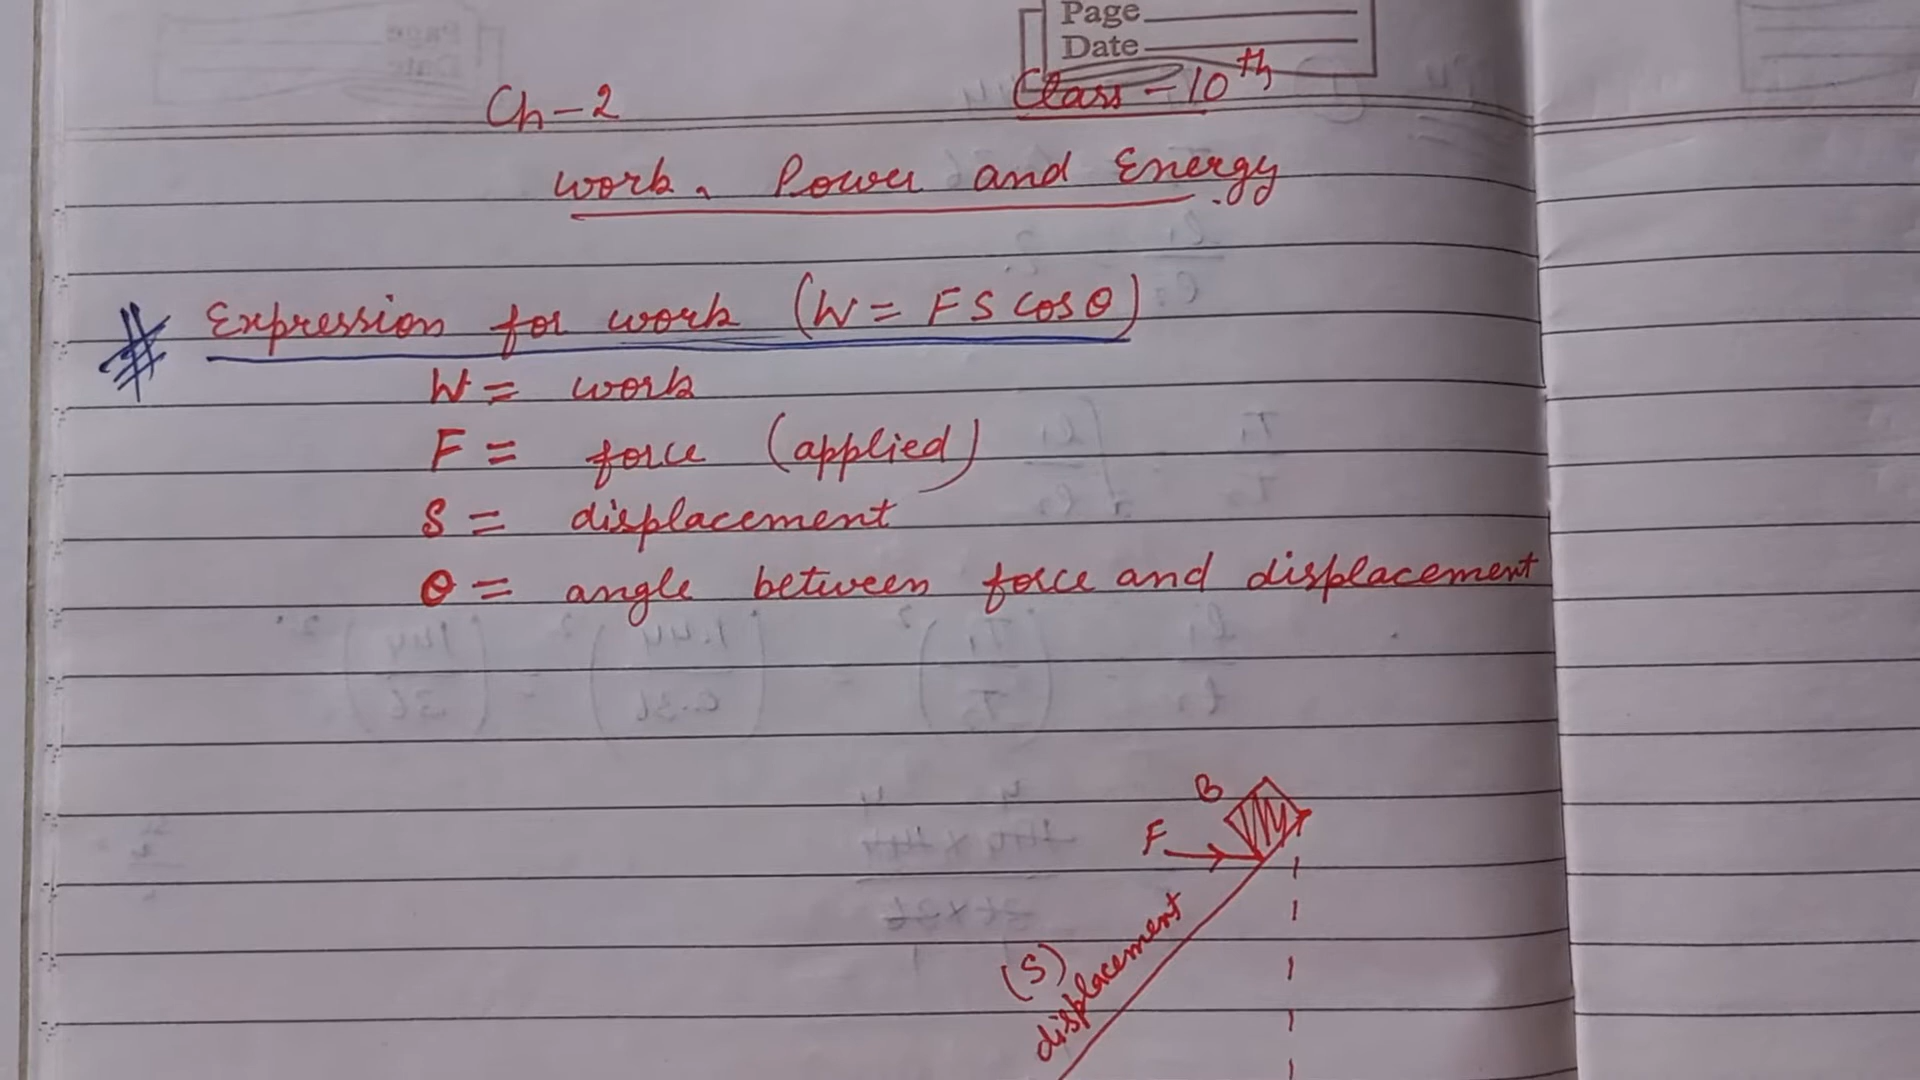 Page
Date
Class - 10th
Ch - 2
Work, Power and Energy
# Expression for work (W = F S cos θ)
W = work
F = force (applied)
S = displacement
θ = angle between force and displacement
B
F
(S)
displacement